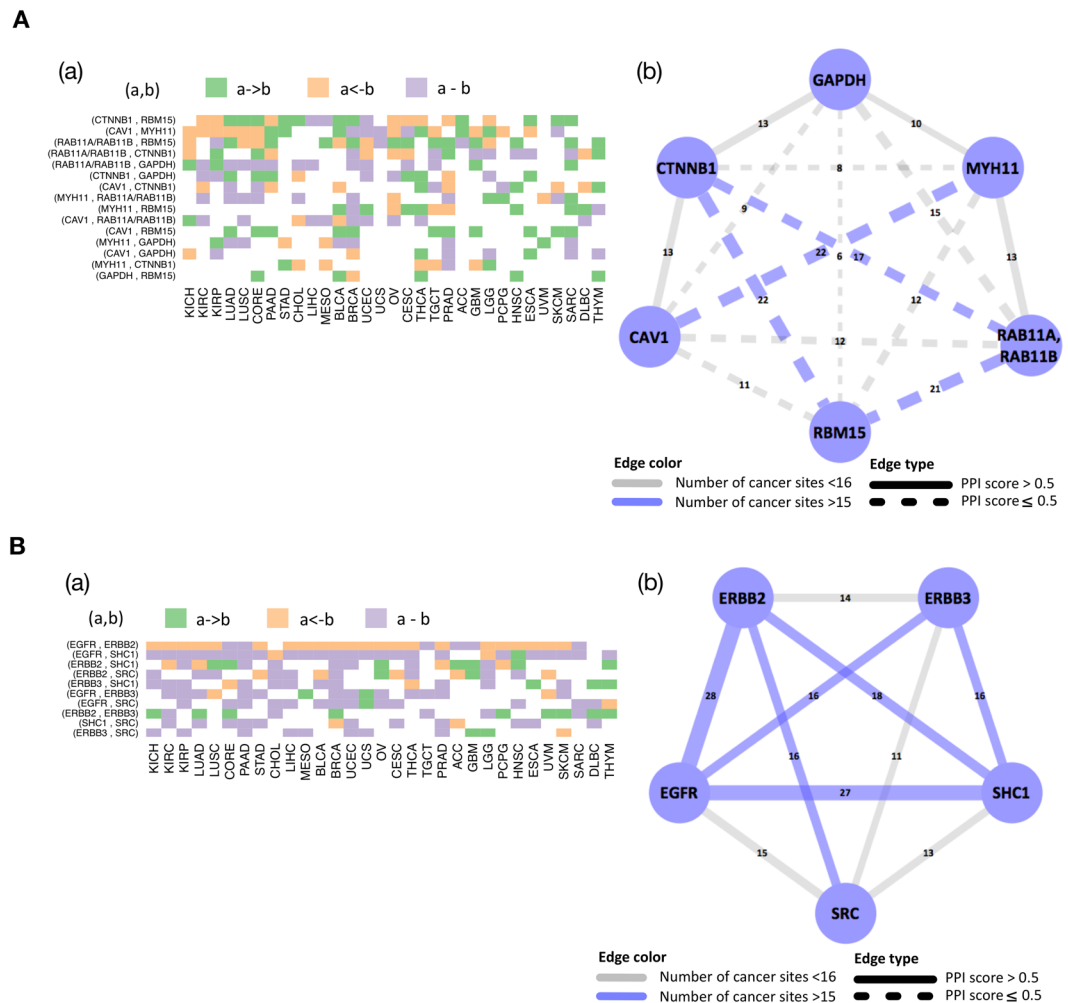 A
(a)
(a,b) a->b a<-b a - b
(CTNNB1 , RBM15)
(CAV1 , MYH11)
(RAB11A/RAB11B , RBM15)
(RAB11A/RAB11B , CTNNB1)
(RAB11A/RAB11B , GAPDH)
(CTNNB1 , GAPDH)
(CAV1 , CTNNB1)
(MYH11 , RAB11A/RAB11B)
(MYH11 , RBM15)
(CAV1 , RAB11A/RAB11B)
(CAV1 , RBM15)
(MYH11 , GAPDH)
(CAV1 , GAPDH)
(MYH11 , CTNNB1)
(GAPDH , RBM15)
KICH KIRC KIRP LUAD LUSC CORE PAAD STAD CHOL LIHC MESO BLCA BRCA UCEC UCS OV CESC THCA TGCT PRAD ACC GBM LGG PCPG HNSC ESCA UVM SKCM SARC DLBC THYM
(b)
GAPDH
13 10
CTNNB1 8 MYH11
9 15
13 22 6 17 13
22 12
CAV1 12 RAB11A,
RAB11B
11 21
RBM15
Edge color Edge type
Number of cancer sites <16 PPI score > 0.5
Number of cancer sites >15 PPI score ≤ 0.5
B
(a)
(a,b) a->b a<-b a - b
(EGFR , ERBB2)
(EGFR , SHC1)
(ERBB2 , SHC1)
(ERBB2 , SRC)
(ERBB3 , SHC1)
(EGFR , ERBB3)
(EGFR , SRC)
(ERBB2 , ERBB3)
(SHC1 , SRC)
(ERBB3 , SRC)
KICH KIRC KIRP LUAD LUSC CORE PAAD STAD CHOL LIHC MESO BLCA BRCA UCEC UCS OV CESC THCA TGCT PRAD ACC GBM LGG PCPG HNSC ESCA UVM SKCM SARC DLBC THYM
(b)
ERBB2 14 ERBB3
28 16 18 16
16 11
EGFR 27 SHC1
15 13
SRC
Edge color Edge type
Number of cancer sites <16 PPI score > 0.5
Number of cancer sites >15 PPI score ≤ 0.5